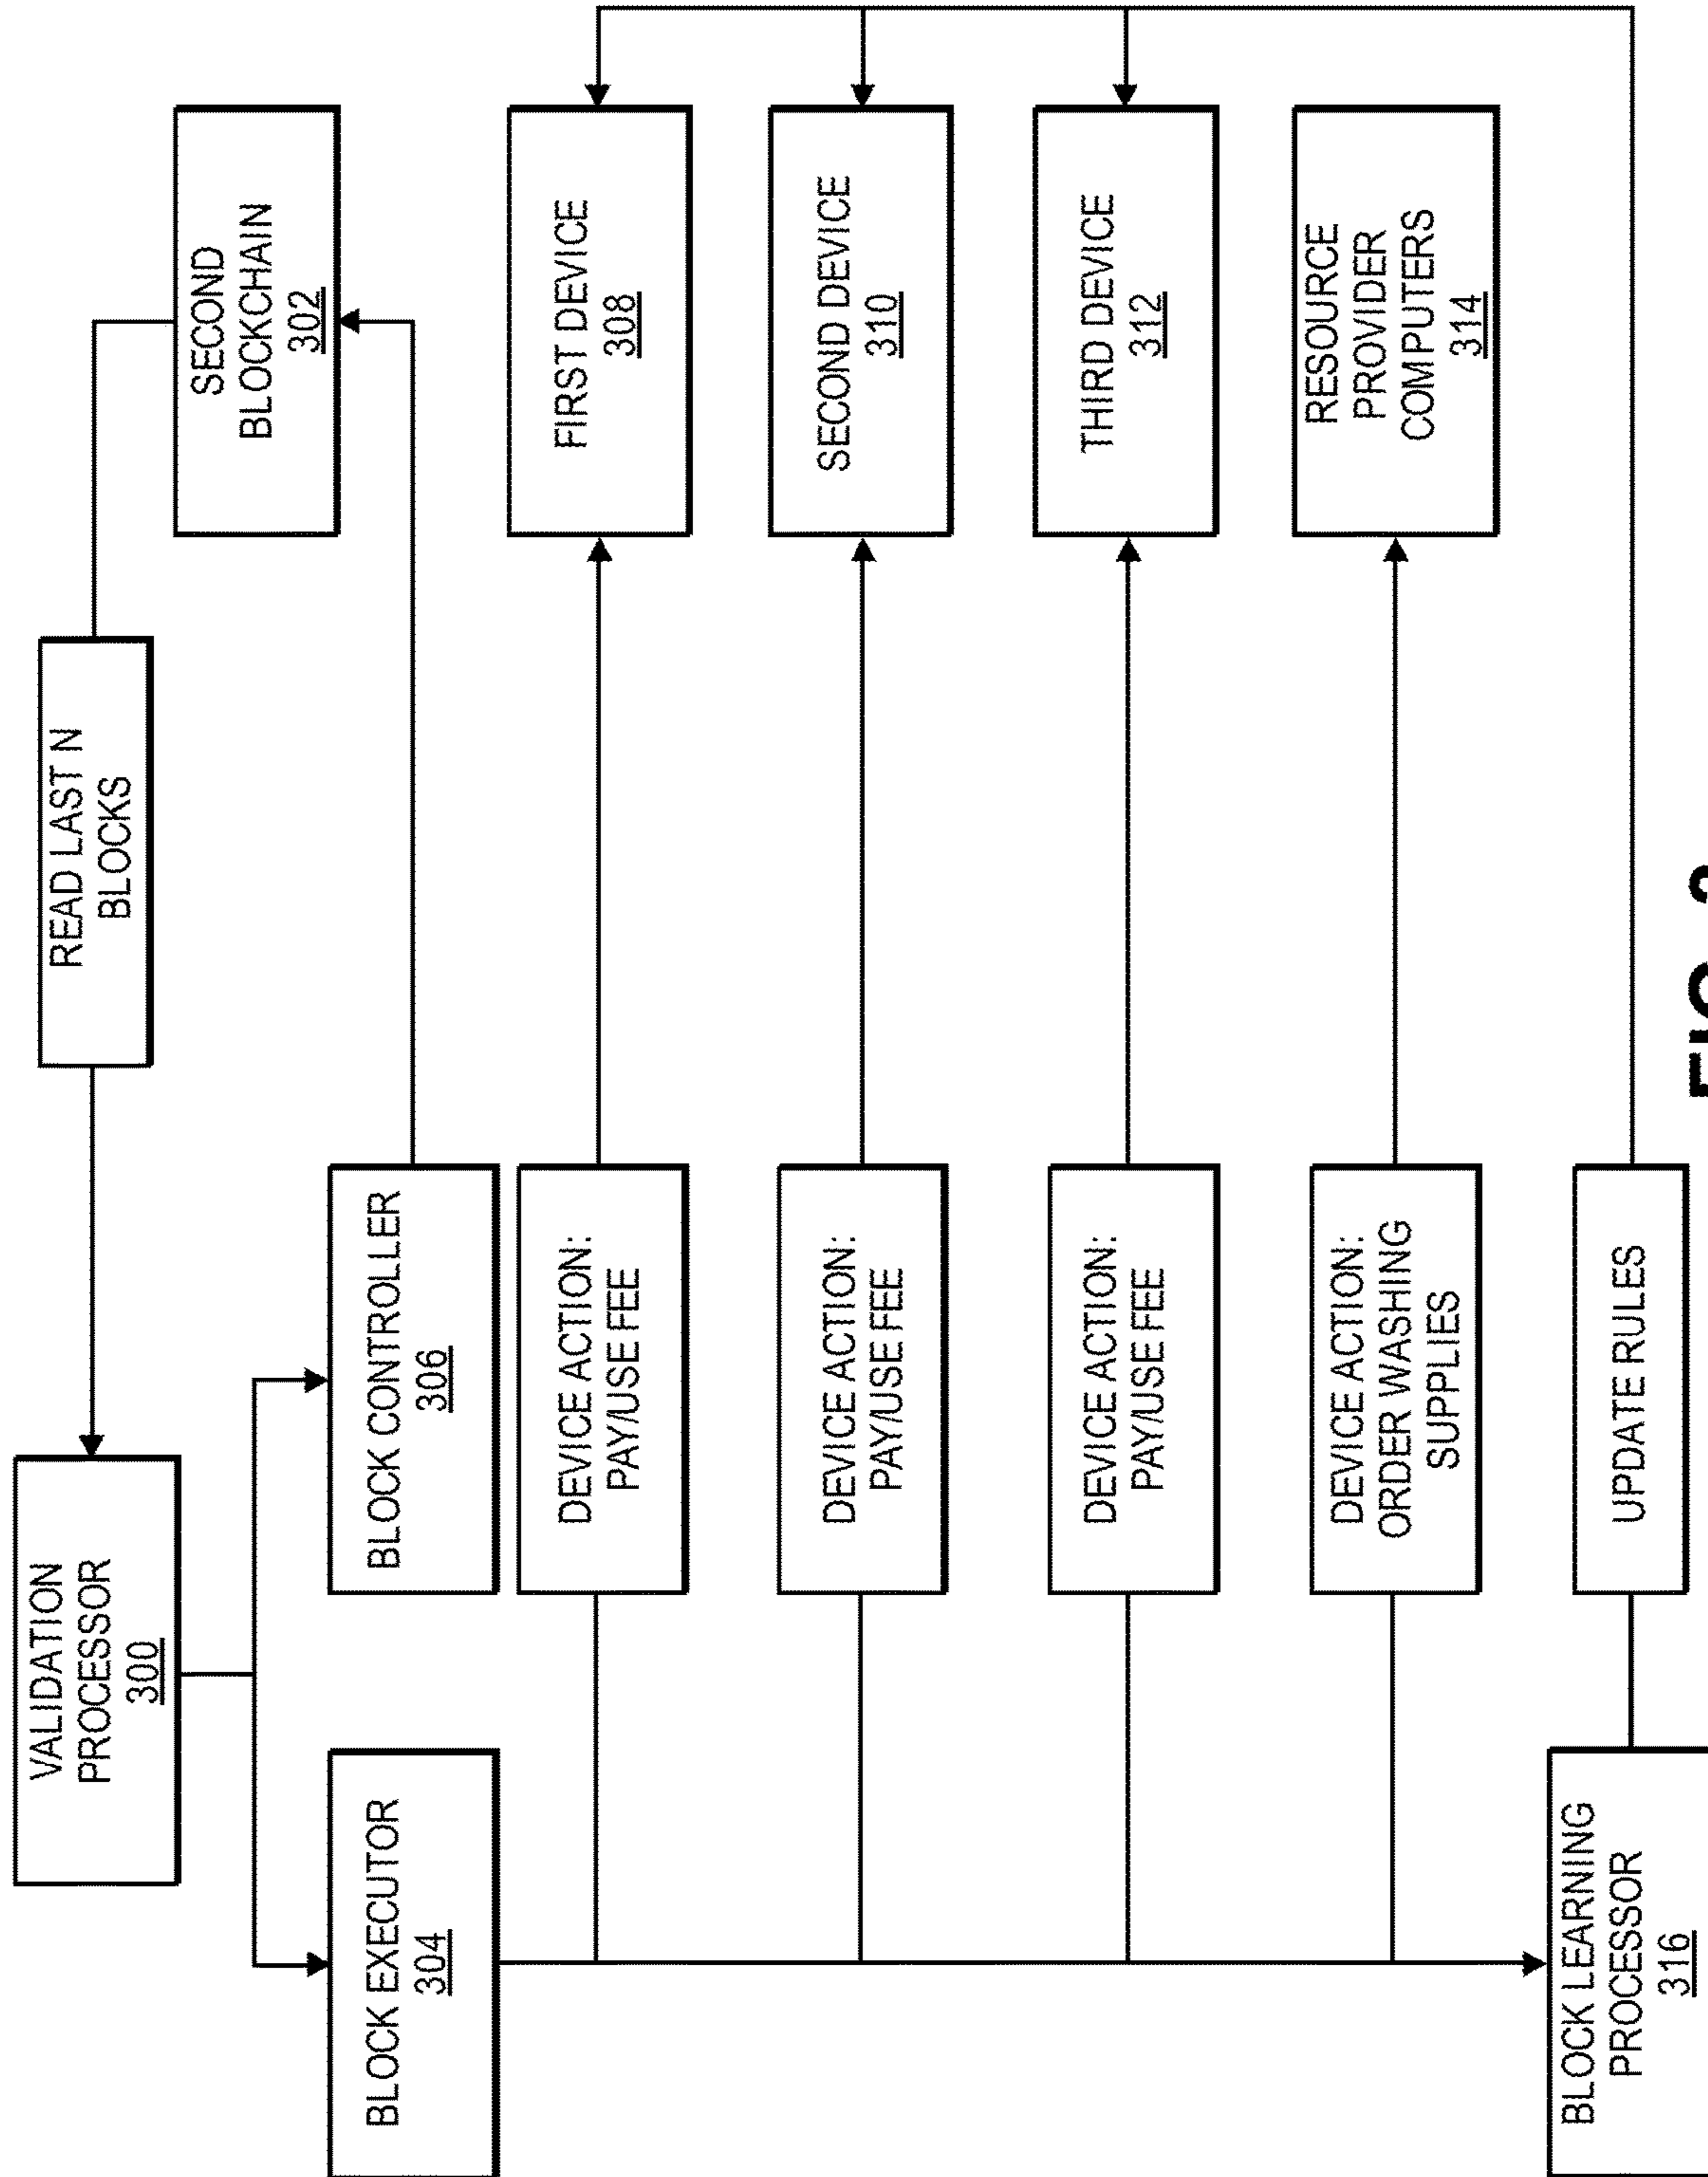 VALIDATION
PROCESSOR
300
READ LAST N
BLOCKS
SECOND
BLOCKCHAIN
302
BLOCK EXECUTOR
304
BLOCK CONTROLLER
306
DEVICE ACTION:
PAY/USE FEE
FIRST DEVICE
308
DEVICE ACTION:
PAY/USE FEE
SECOND DEVICE
310
DEVICE ACTION:
PAY/USE FEE
THIRD DEVICE
312
DEVICE ACTION:
ORDER WASHING
SUPPLIES
RESOURCE
PROVIDER
COMPUTERS
314
BLOCK LEARNING
PROCESSOR
316
UPDATE RULES
FIG